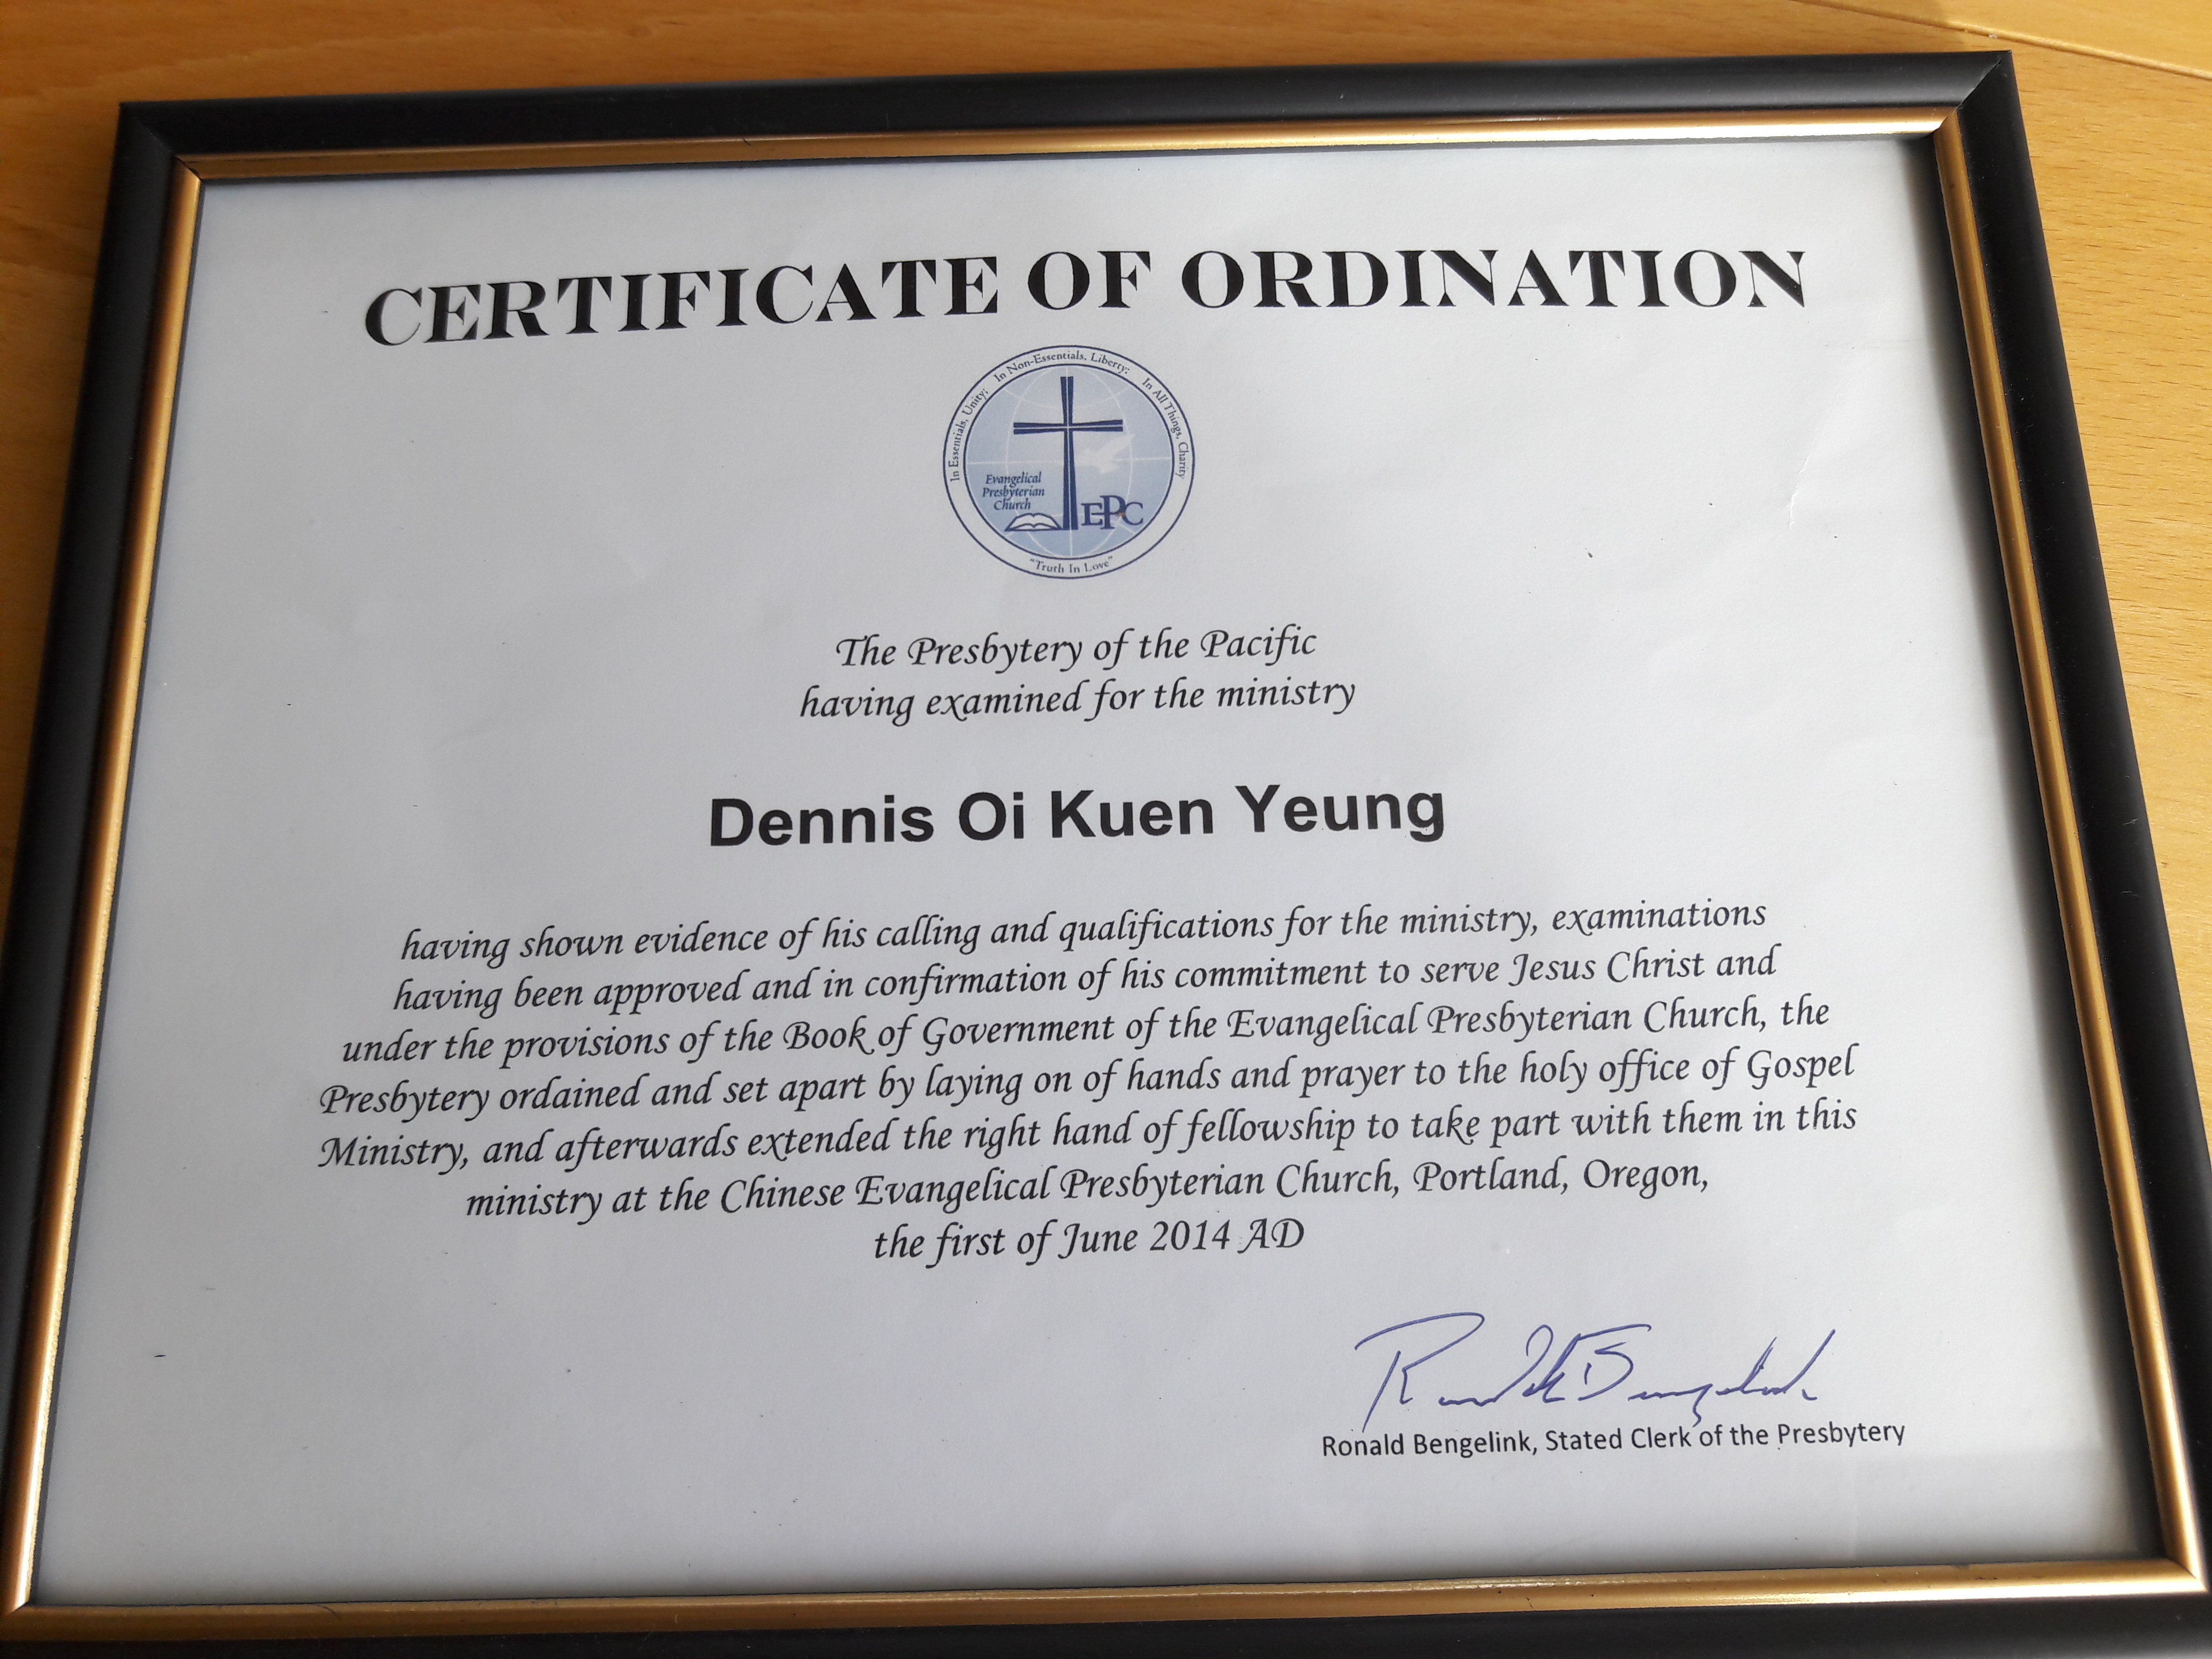 CERTIFICATE OF ORDINATION
In Essentials, Unity; In Non-Essentials, Liberty; In All Things, Charity
Evangelical
Presbyterian
Church
EPC
"Truth In Love"
The Presbytery of the Pacific
having examined for the ministry
Dennis Oi Kuen Yeung
having shown evidence of his calling and qualifications for the ministry, examinations
having been approved and in confirmation of his commitment to serve Jesus Christ and
under the provisions of the Book of Government of the Evangelical Presbyterian Church, the
Presbytery ordained and set apart by laying on of hands and prayer to the holy office of Gospel
Ministry, and afterwards extended the right hand of fellowship to take part with them in this
ministry at the Chinese Evangelical Presbyterian Church, Portland, Oregon,
the first of June 2014 AD
Ronald Bengelink, Stated Clerk of the Presbytery